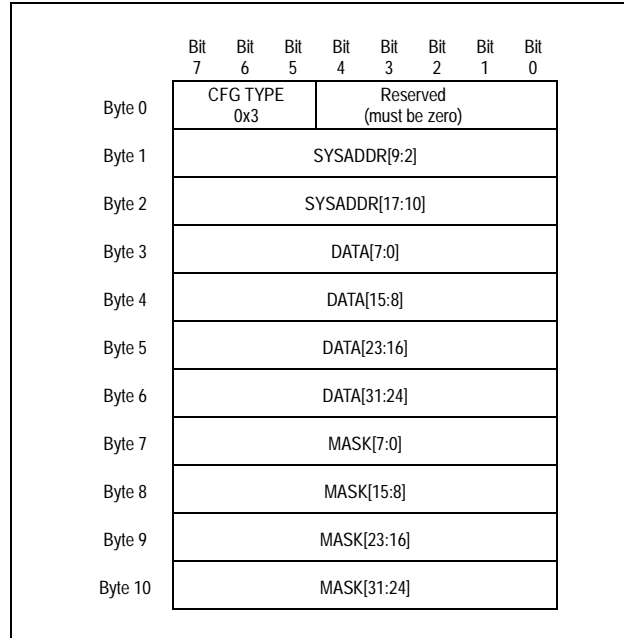 Bit Bit Bit Bit Bit Bit Bit Bit
7 6 5 4 3 2 1 0
Byte 0 CFG TYPE Reserved
0x3 (must be zero)
Byte 1 SYSADDR[9:2]
Byte 2 SYSADDR[17:10]
Byte 3 DATA[7:0]
Byte 4 DATA[15:8]
Byte 5 DATA[23:16]
Byte 6 DATA[31:24]
Byte 7 MASK[7:0]
Byte 8 MASK[15:8]
Byte 9 MASK[23:16]
Byte 10 MASK[31:24]